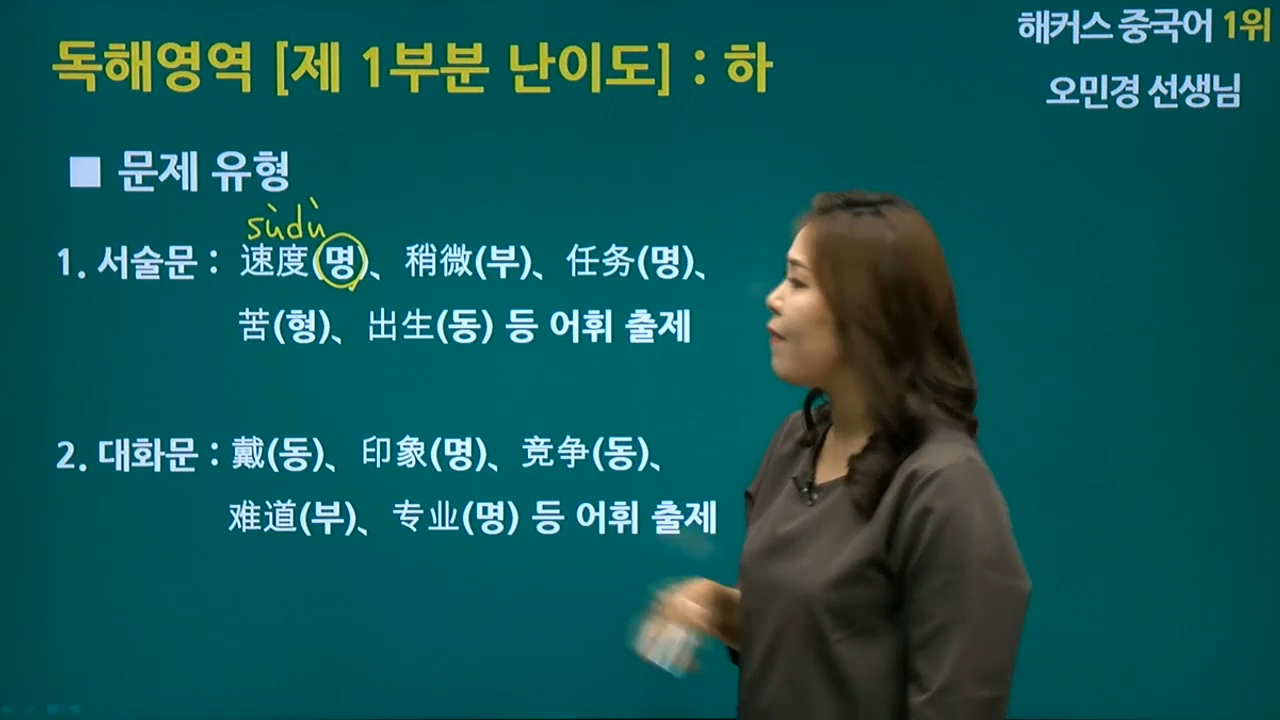 독해영역 [제 1부분 난이도] : 하
해커스 중국어 1위
오민경 선생님
■ 문제 유형
sùdù
1. 서술문 : 速度(명)、稍微(부)、任务(명)、
苦(형)、出生(동) 등 어휘 출제
2. 대화문 : 戴(동)、印象(명)、竞争(동)、
难道(부)、专业(명) 등 어휘 출제